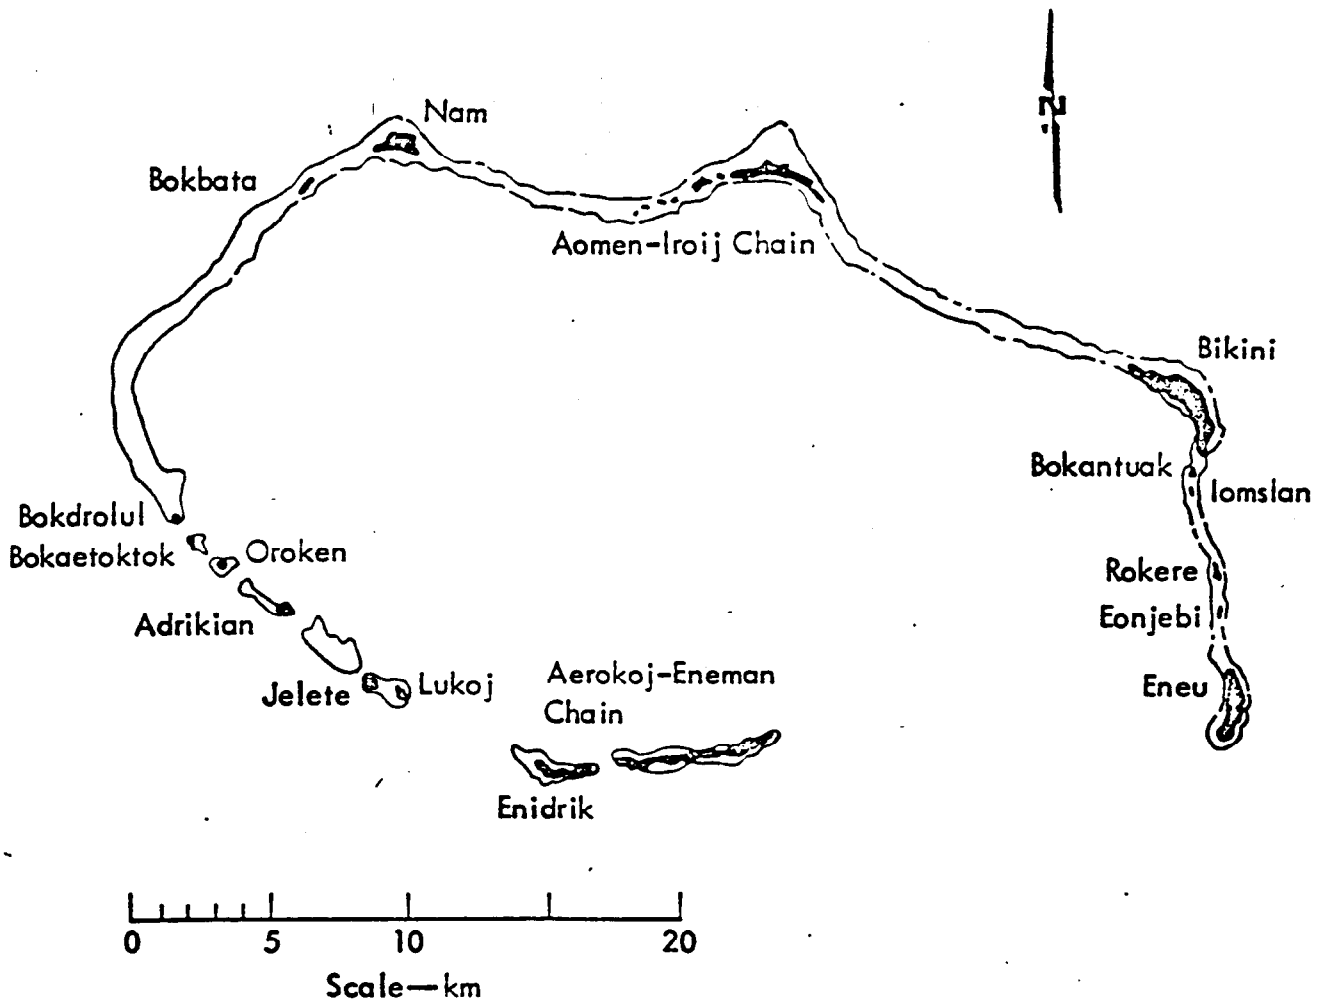 N
Nam
Bokbata
Aomen-Iroij Chain
Bikini
Bokantuak
Iomslan
Bokdrolul
Bokaetoktok
Oroken
Rokere
Adrikian
Eonjebi
Jelete
Lukoj
Aerokoj-Eneman
Chain
Eneu
Enidrik
0 5 10 20
Scale—km